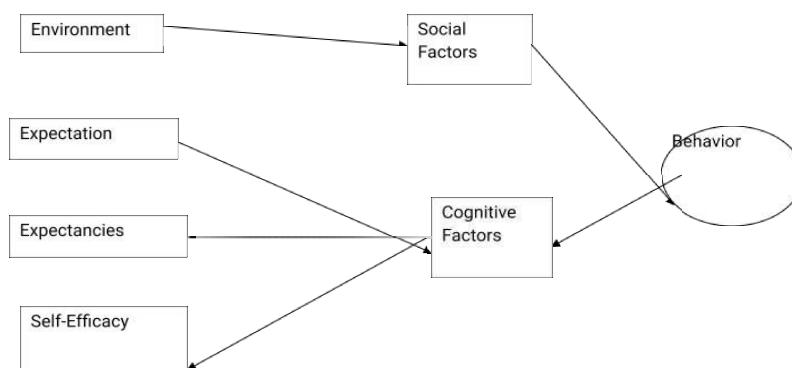 Environment
Social
Factors
Expectation
Behavior
Expectancies
Cognitive
Factors
Self-Efficacy